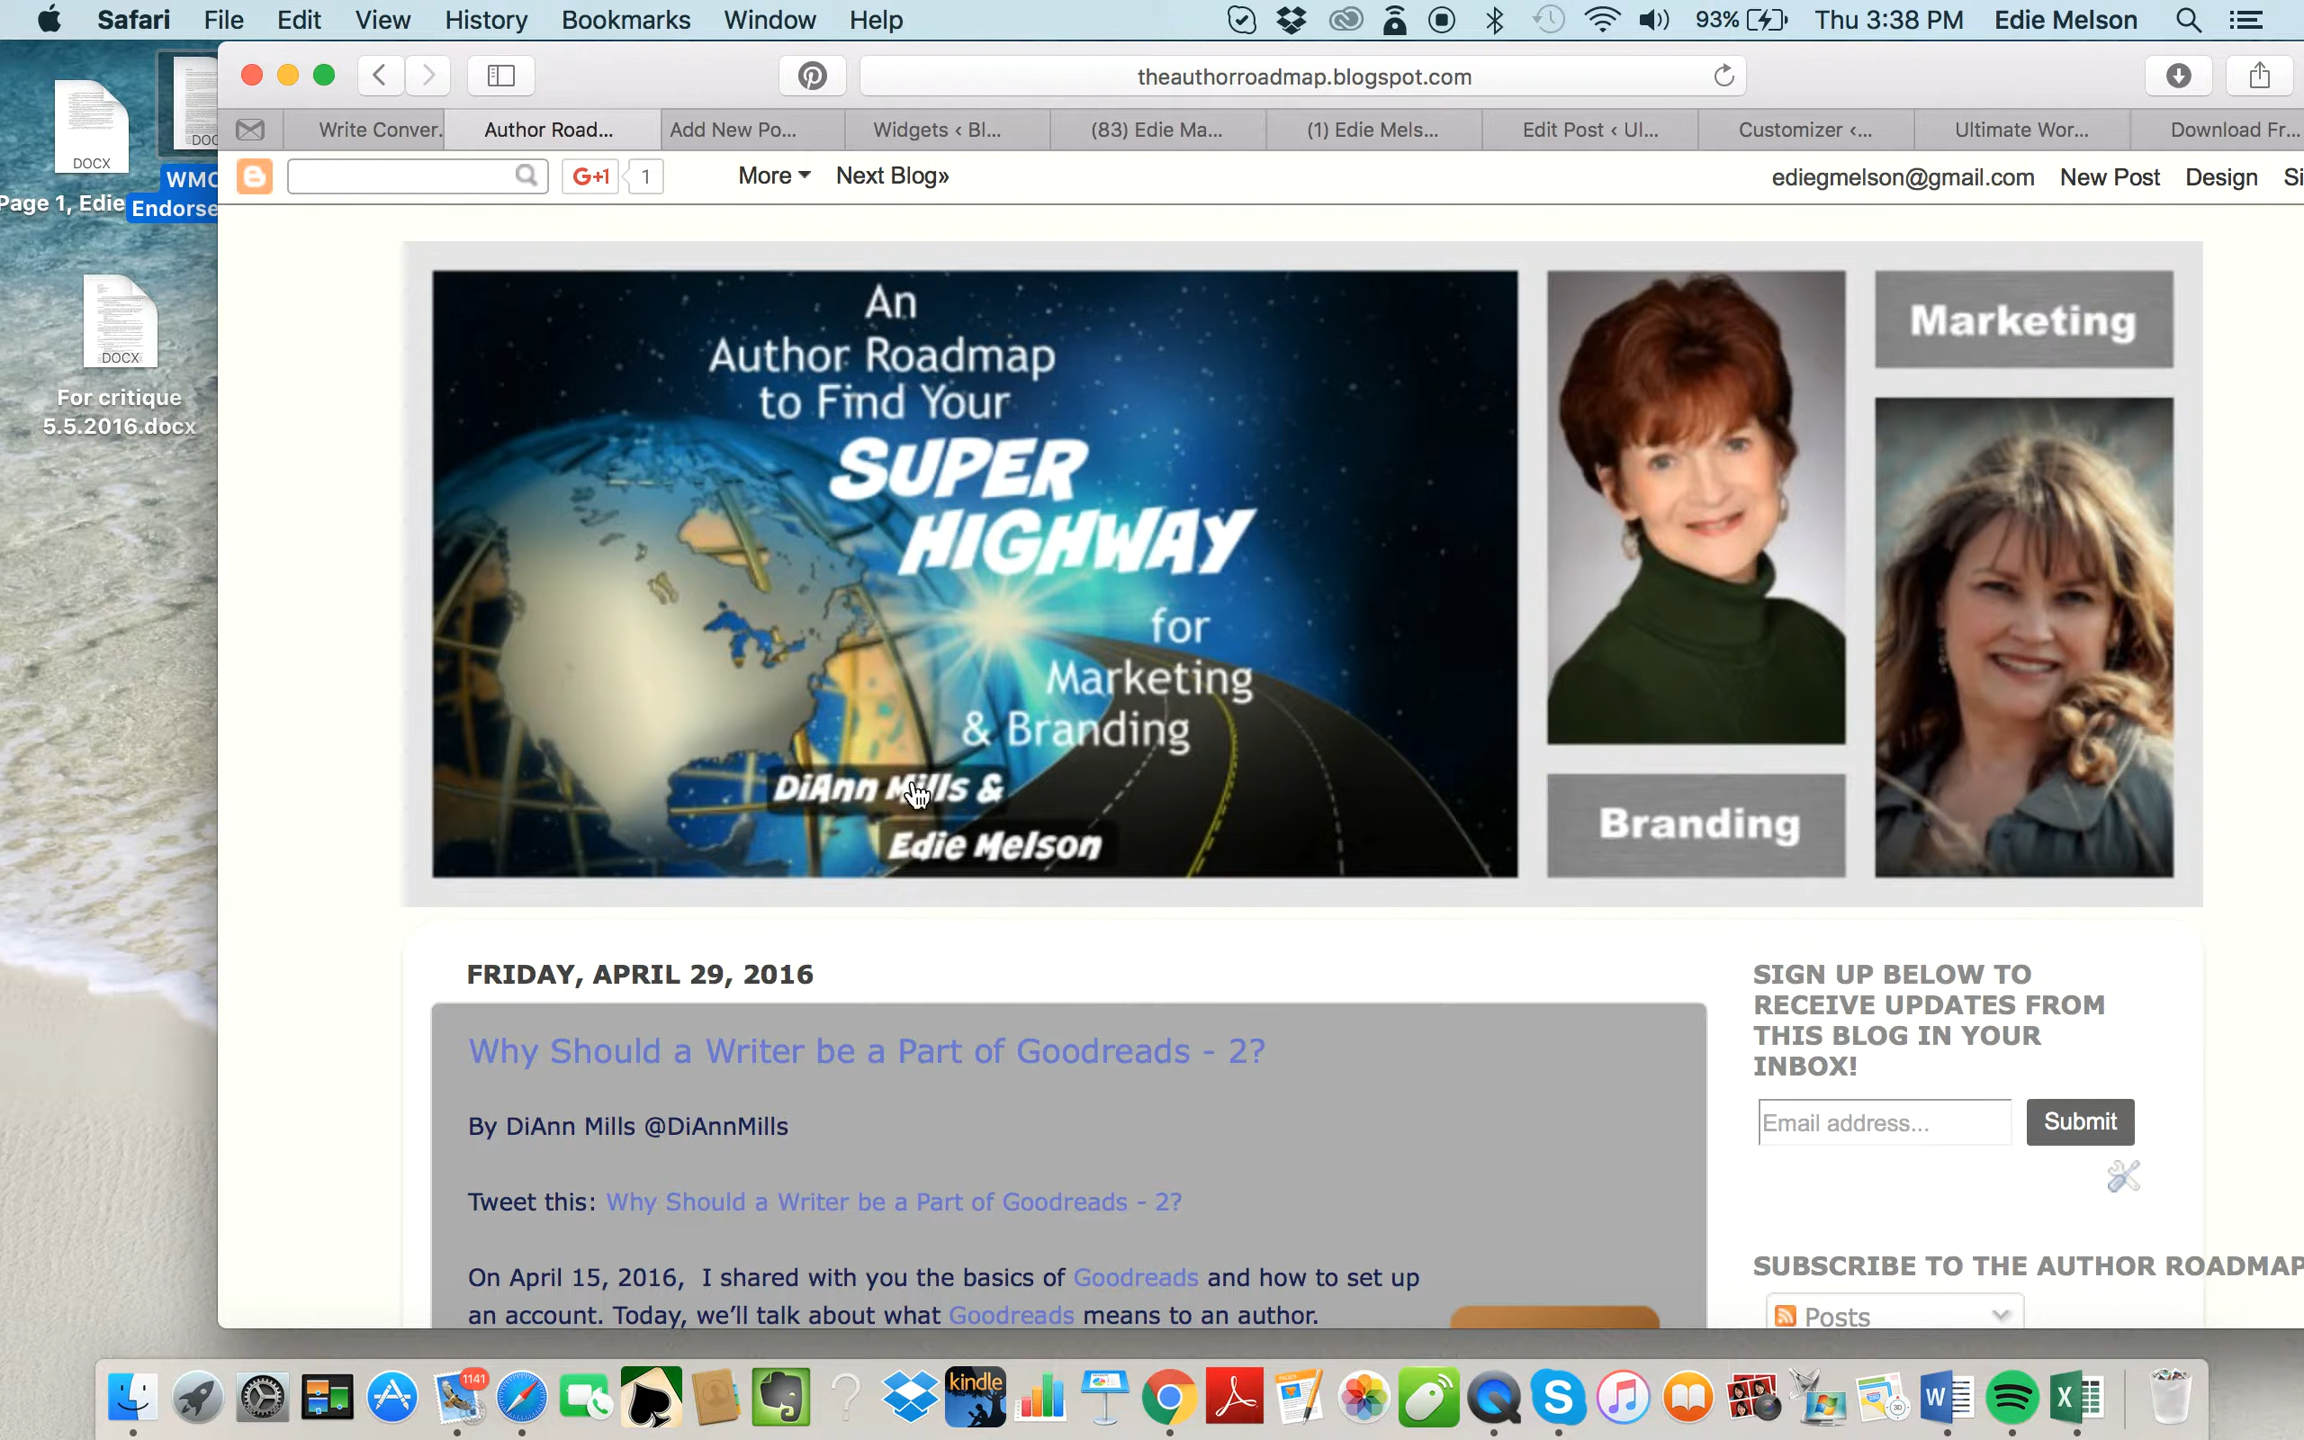 Safari File Edit View History Bookmarks Window Help 93% Thu 3:38 PM Edie Melson
theauthorroadmap.blogspot.com
Write Conver... Author Road... Add New Po... Widgets ‹ Bl... (83) Edie Ma... (1) Edie Mels... Edit Post ‹ Ul... Customizer ‹... Ultimate Wor... Download Fr...
G+1 1 More Next Blog» ediegmelson@gmail.com New Post Design
DOCX
Page 1, Edie
WMC
Endorse
DOCX
For critique
5.5.2016.docx
An
Author Roadmap
to Find Your
SUPER
HIGHWAY
for
Marketing
& Branding
DiAnn Mills &
Edie Melson
Marketing
Branding
FRIDAY, APRIL 29, 2016
Why Should a Writer be a Part of Goodreads - 2?
By DiAnn Mills @DiAnnMills
Tweet this: Why Should a Writer be a Part of Goodreads - 2?
On April 15, 2016, I shared with you the basics of Goodreads and how to set up
an account. Today, we'll talk about what Goodreads means to an author.
SIGN UP BELOW TO
RECEIVE UPDATES FROM
THIS BLOG IN YOUR
INBOX!
Email address...
Submit
SUBSCRIBE TO THE AUTHOR ROADMAP
Posts
1141
kindle